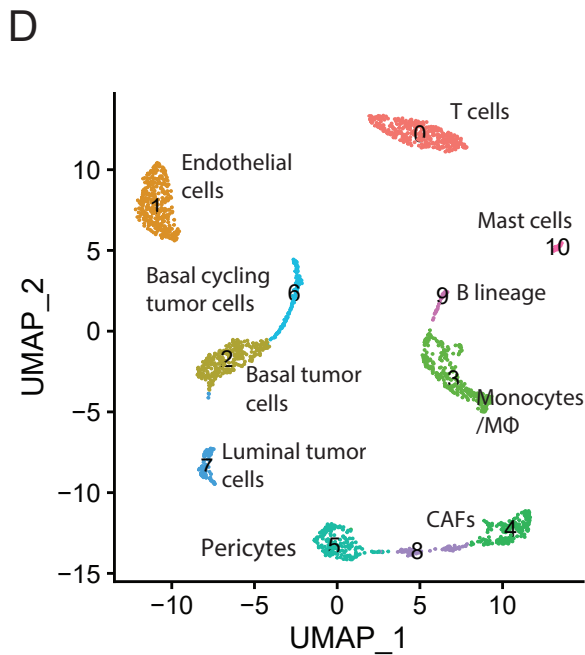 D
T cells
0
Endothelial
cells
1
Mast cells
10
Basal cycling
tumor cells
6
9
B lineage
2
Basal tumor
cells
3
Monocytes
/MΦ
7
Luminal tumor
cells
CAFs
4
Pericytes
5
8
UMAP_2
10
5
0
−5
−10
−15
−10
−5
0
5
10
UMAP_1